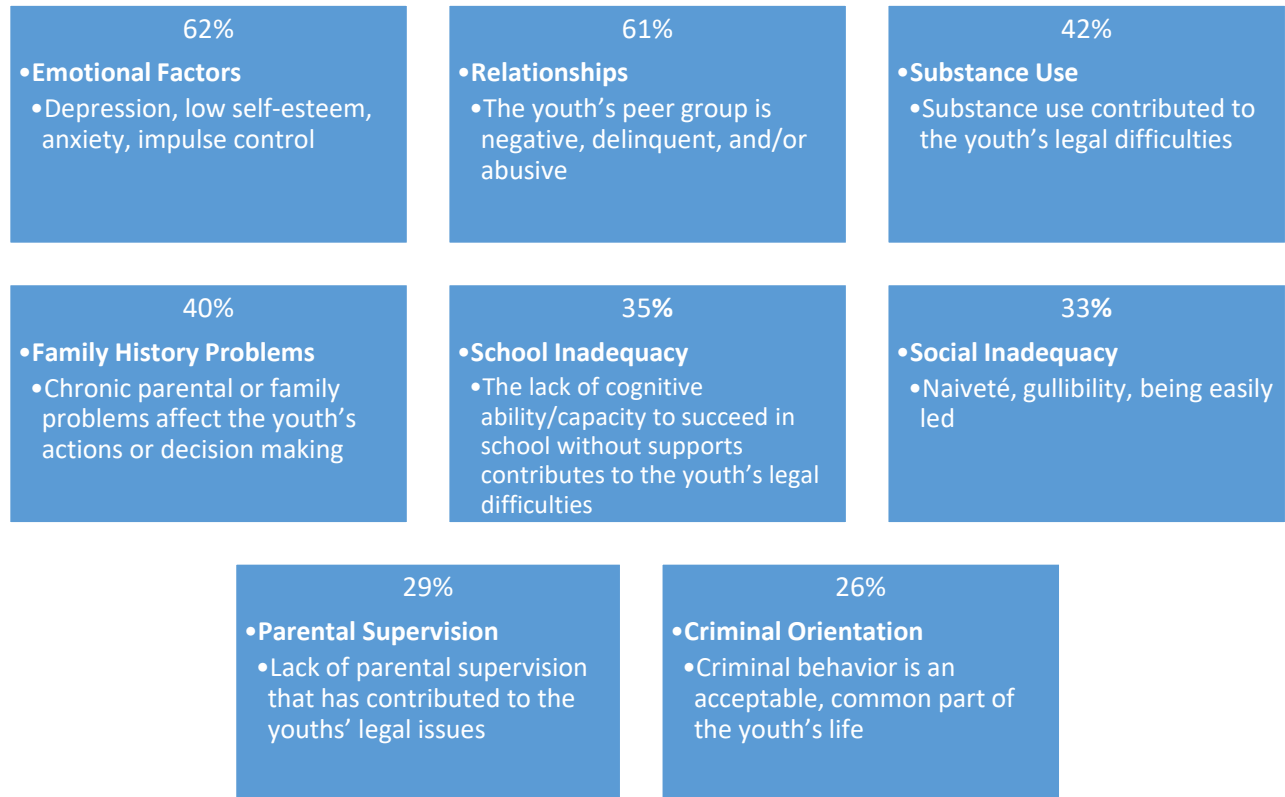 62%
•Emotional Factors
•Depression, low self-esteem,
anxiety, impulse control
61%
•Relationships
•The youth’s peer group is
negative, delinquent, and/or
abusive
42%
•Substance Use
•Substance use contributed to
the youth’s legal difficulties
40%
•Family History Problems
•Chronic parental or family
problems affect the youth’s
actions or decision making
35%
•School Inadequacy
•The lack of cognitive
ability/capacity to succeed in
school without supports
contributes to the youth’s legal
difficulties
33%
•Social Inadequacy
•Naiveté, gullibility, being easily
led
29%
•Parental Supervision
•Lack of parental supervision
that has contributed to the
youths’ legal issues
26%
•Criminal Orientation
•Criminal behavior is an
acceptable, common part of
the youth’s life